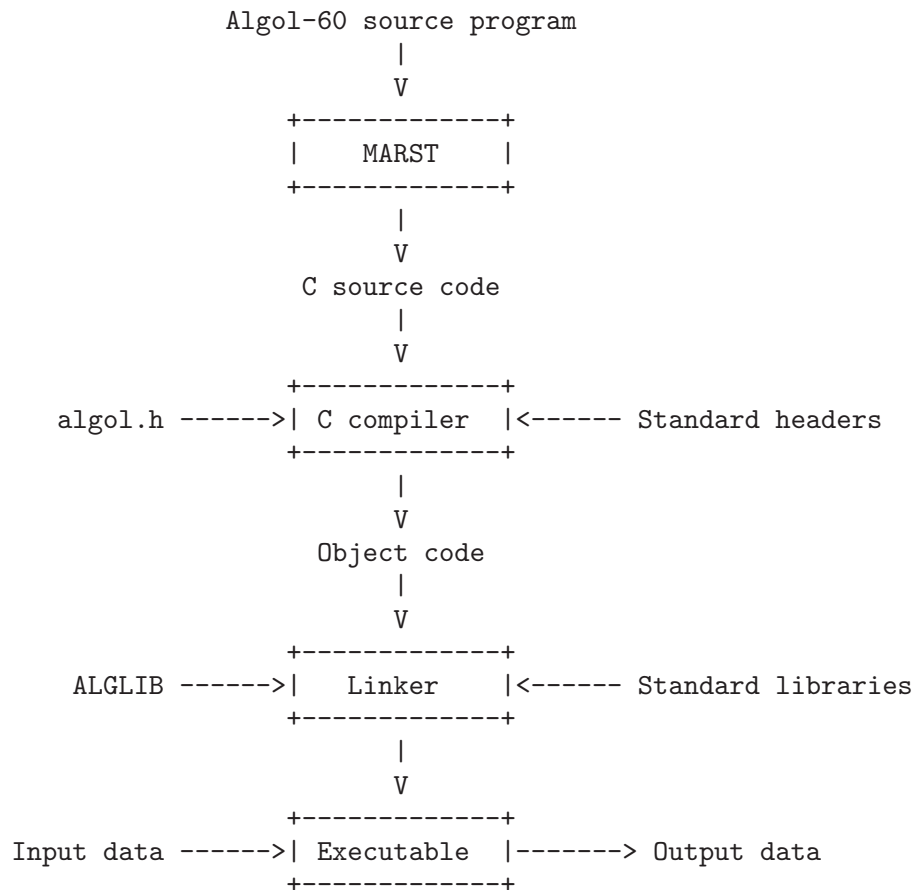 Algol-60 source program
|
V
+-------------+
| MARST |
+-------------+
|
V
C source code
|
V
+-------------+
algol.h ------>| C compiler |<------ Standard headers
+-------------+
|
V
Object code
|
V
+-------------+
ALGLIB ------>| Linker |<------ Standard libraries
+-------------+
|
V
+-------------+
Input data ------>| Executable |-------> Output data
+-------------+